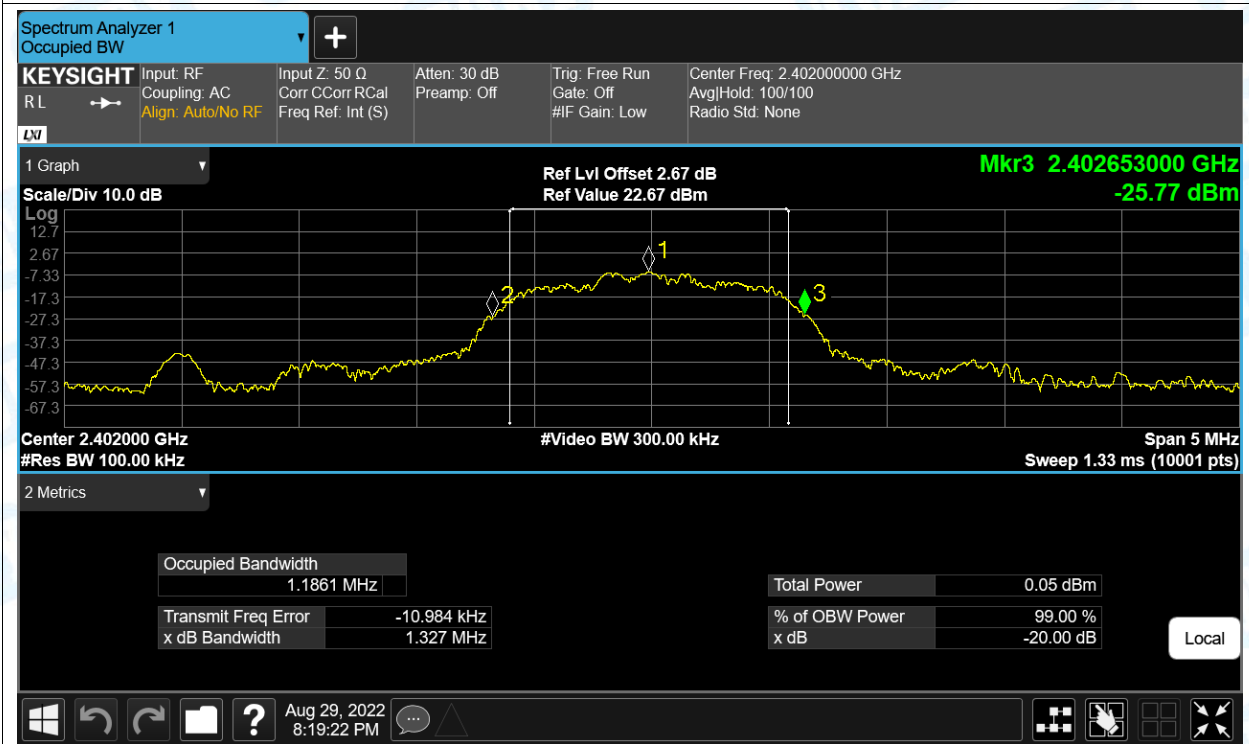 Spectrum Analyzer 1
Occupied BW
KEYSIGHT
R L
LXI
Input: RF
Coupling: AC
Align: Auto/No RF
Input Z: 50 Ω
Corr CCorr RCal
Freq Ref: Int (S)
Atten: 30 dB
Preamp: Off
Trig: Free Run
Gate: Off
#IF Gain: Low
Center Freq: 2.402000000 GHz
Avg|Hold: 100/100
Radio Std: None
1 Graph
Scale/Div 10.0 dB
Ref Lvl Offset 2.67 dB
Ref Value 22.67 dBm
Mkr3 2.402653000 GHz
-25.77 dBm
Log
12.7
2.67
-7.33
-17.3
-27.3
-37.3
-47.3
-57.3
-67.3
1
2
3
Center 2.402000 GHz
#Res BW 100.00 kHz
#Video BW 300.00 kHz
Span 5 MHz
Sweep 1.33 ms (10001 pts)
2 Metrics
Occupied Bandwidth
1.1861 MHz
Transmit Freq Error -10.984 kHz
x dB Bandwidth 1.327 MHz
Total Power 0.05 dBm
% of OBW Power 99.00 %
x dB -20.00 dB
Local
?
Aug 29, 2022
8:19:22 PM